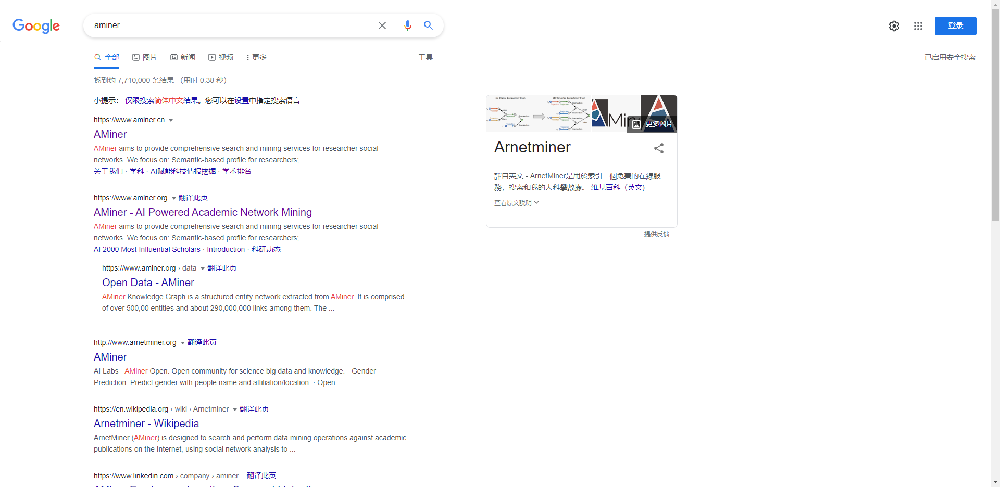 Google
aminer
登录
全部
图片
新闻
视频
更多
工具
已启用安全搜索
找到约 7,710,000 条结果 （用时 0.38 秒）
小提示： 仅限搜索简体中文结果。您可以在设置中指定搜索语言
https://www.aminer.cn
AMiner
AMiner aims to provide comprehensive search and mining services for researcher social
networks. We focus on: Semantic-based profile for researchers; ...
关于我们 · 学科 · AI赋能科技情报挖掘 · 学术排名
https://www.aminer.org 翻译此页
AMiner - AI Powered Academic Network Mining
AMiner aims to provide comprehensive search and mining services for researcher social
networks. We focus on: Semantic-based profile for researchers; ...
AI 2000 Most Influential Scholars · Introduction · 科研动态
https://www.aminer.org › data 翻译此页
Open Data - AMiner
AMiner Knowledge Graph is a structured entity network extracted from AMiner. It is comprised
of over 500,00 entities and about 290,000,000 links among them. The ...
http://www.arnetminer.org 翻译此页
AMiner
AI Labs · AMiner Open. Open community for science big data and knowledge. · Gender
Prediction. Predict gender with people name and affiliation/location. · Open ...
https://en.wikipedia.org › wiki › Arnetminer 翻译此页
Arnetminer - Wikipedia
ArnetMiner (AMiner) is designed to search and perform data mining operations against academic
publications on the Internet, using social network analysis to ...
https://www.linkedin.com › company › aminer · 翻译此页
(A) Original Computation Graph
(B) Converted Computation Graph
Projection
Union
Intersection
更多圖片
Arnetminer
譯自英文 - ArnetMiner是用於索引一個免費的在線服
務，搜索和我的大科學數據。 维基百科（英文)
查看原文說明
提供反馈